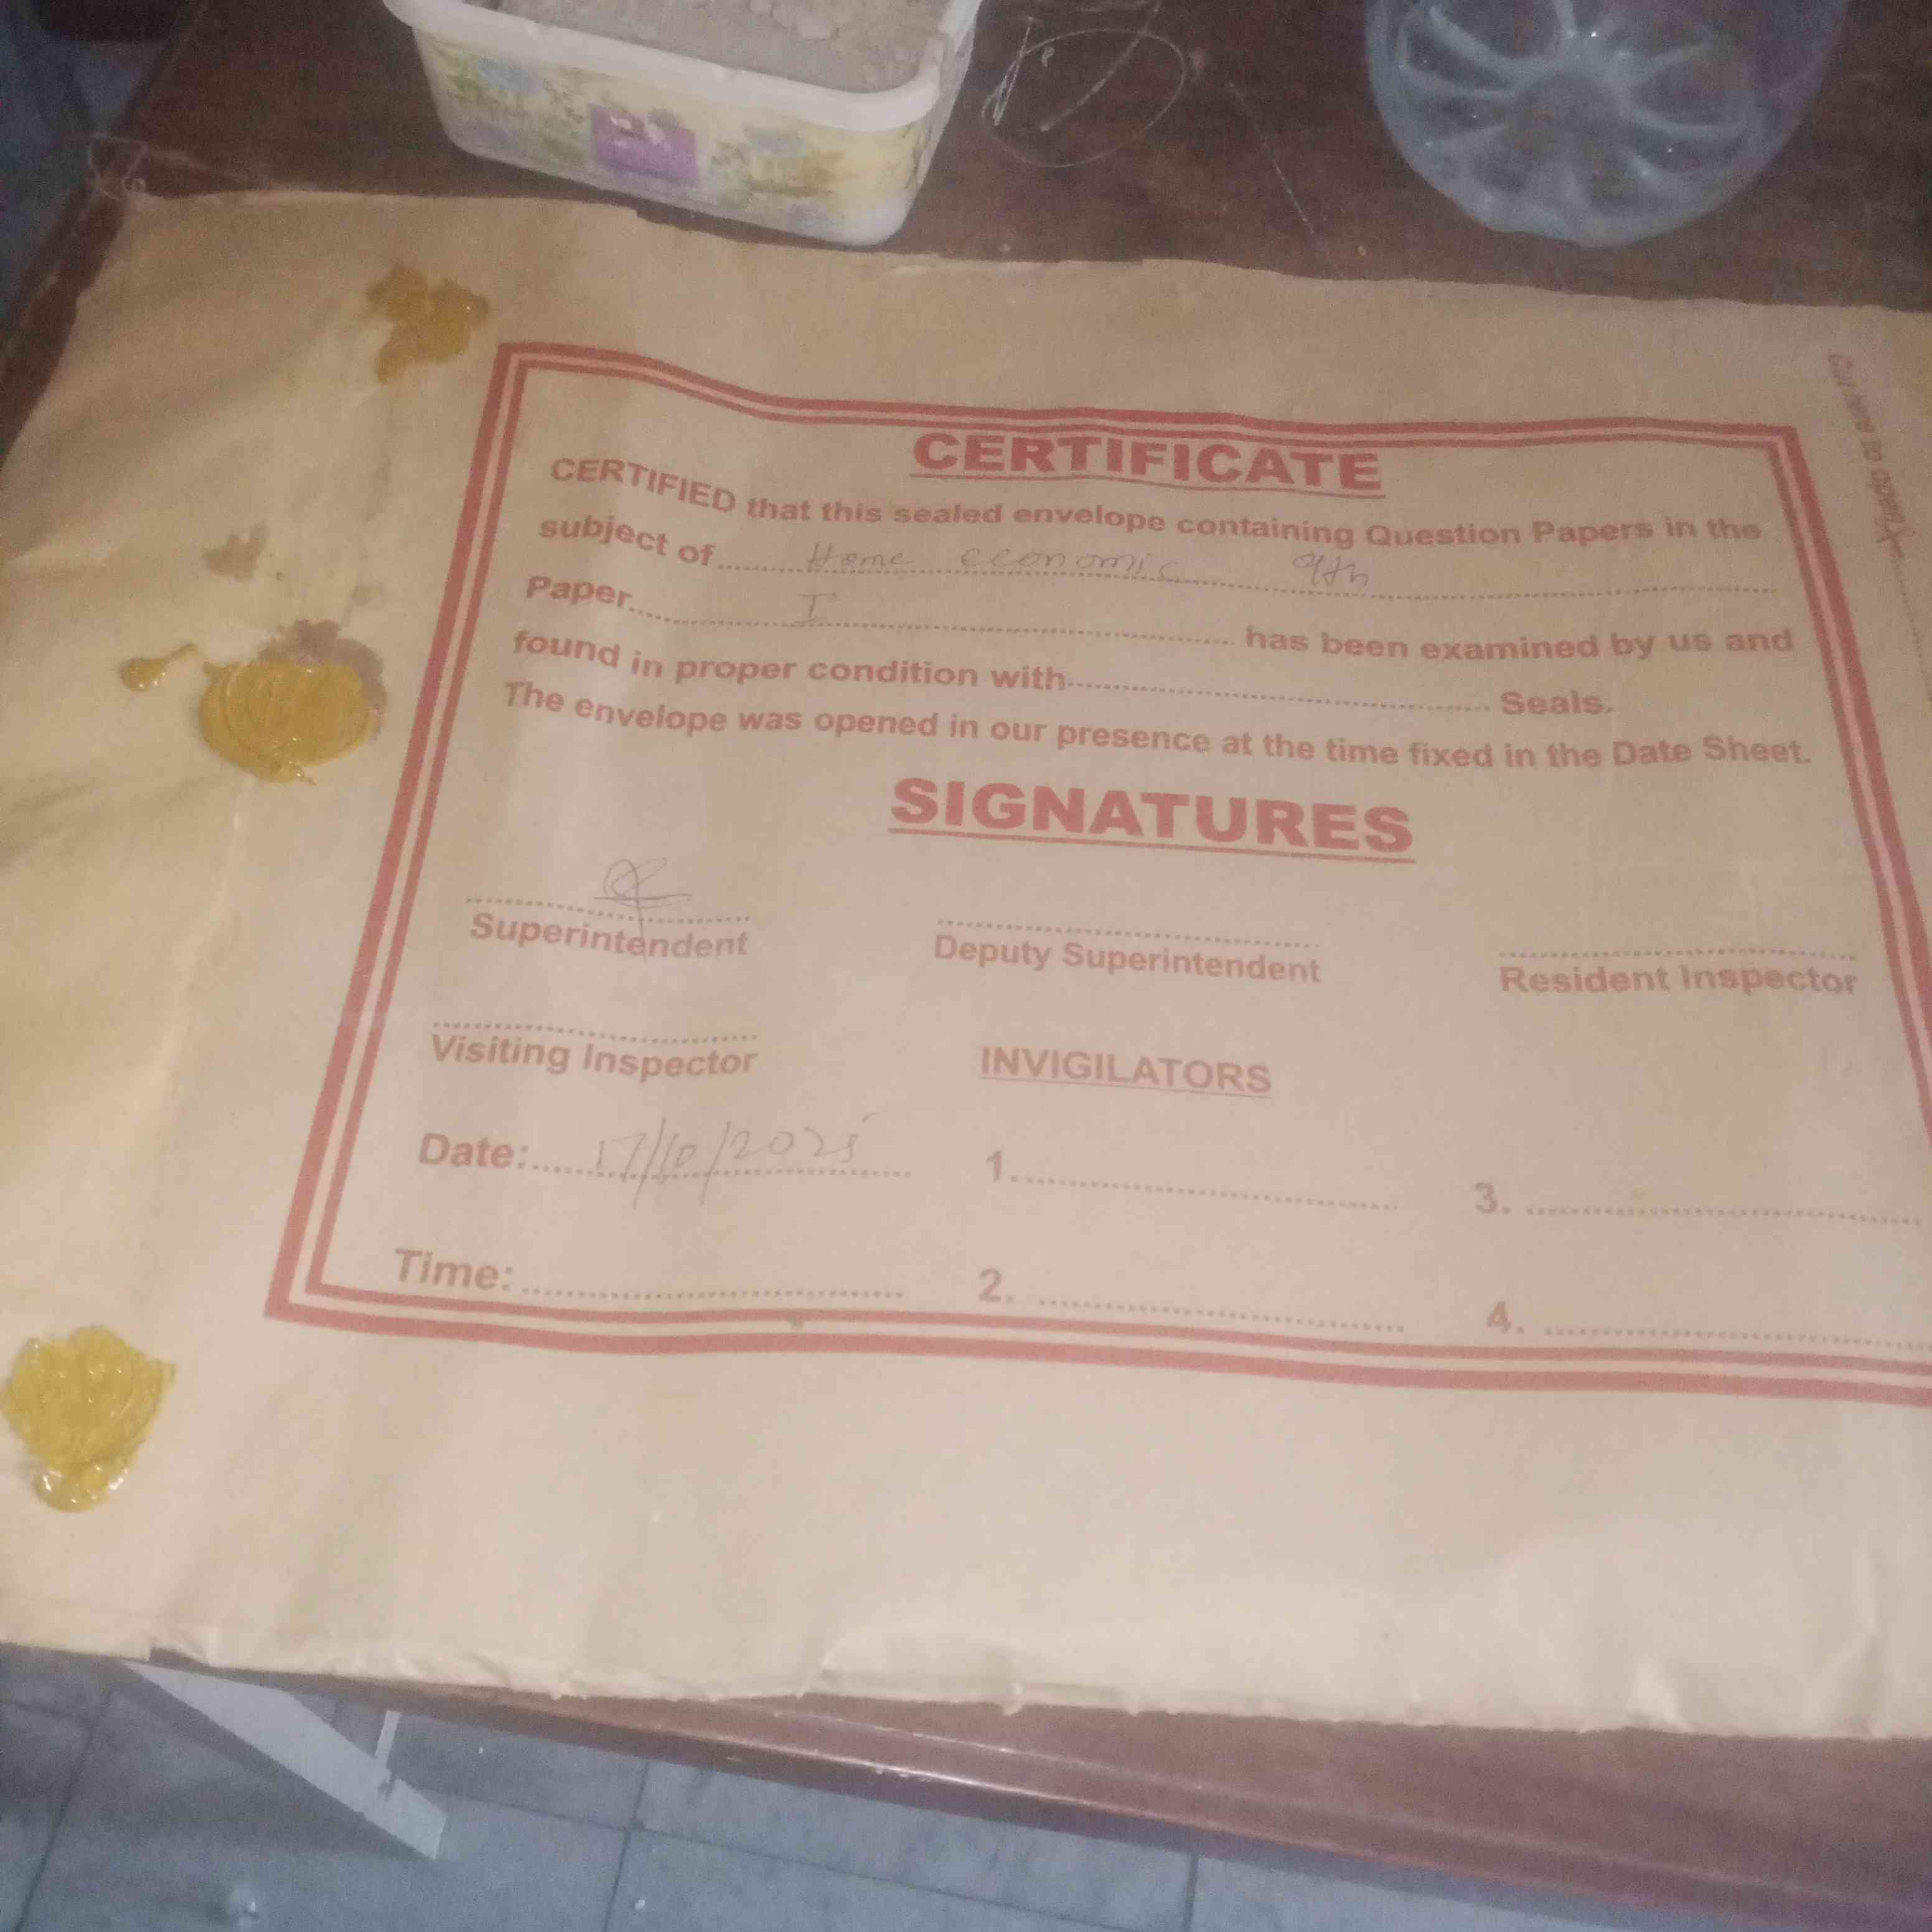 CERTIFICATE
CERTIFIED that this sealed envelope containing Question Papers in the
subject of Home economic 9th
Paper I has been examined by us and
found in proper condition with Seals.
The envelope was opened in our presence at the time fixed in the Date Sheet.
SIGNATURES
Superintendent
Deputy Superintendent
Resident Inspector
Visiting Inspector
INVIGILATORS
Date: 17/10/2025
1.
3.
Time:
2.
4.